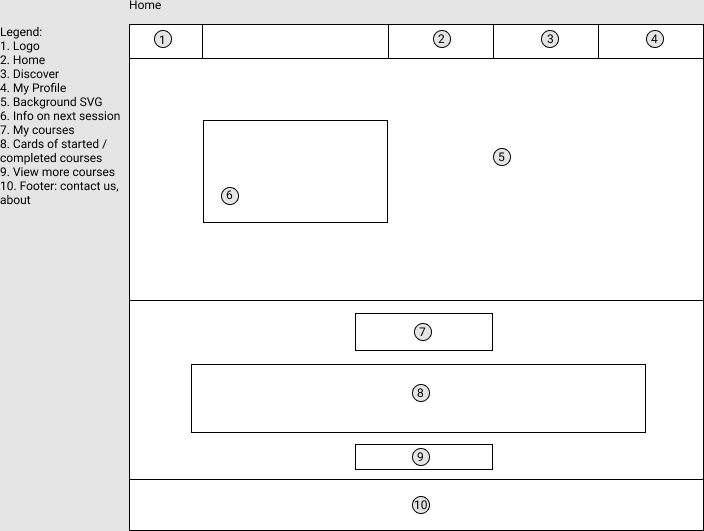 Home
Legend:
1. Logo
2. Home
3. Discover
4. My Profile
5. Background SVG
6. Info on next session
7. My courses
8. Cards of started /
completed courses
9. View more courses
10. Footer: contact us,
about
1
2
3
4
5
6
7
8
9
10